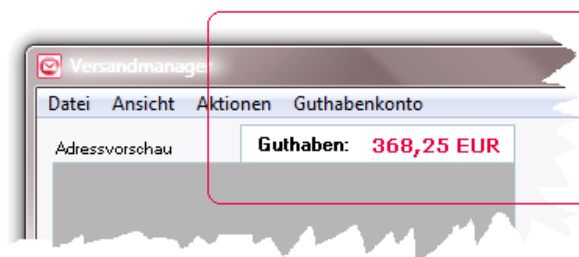 Versandmanager
Datei Ansicht Aktionen Guthabenkonto
Adressvorschau Guthaben: 368,25 EUR